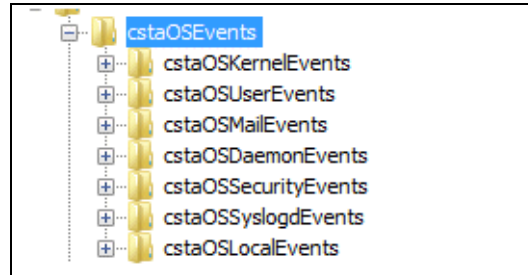 cstaOSEvents
cstaOSKernelEvents
cstaOSUserEvents
cstaOSMailEvents
cstaOSDaemonEvents
cstaOSSecurityEvents
cstaOSSyslogdEvents
cstaOSLocalEvents